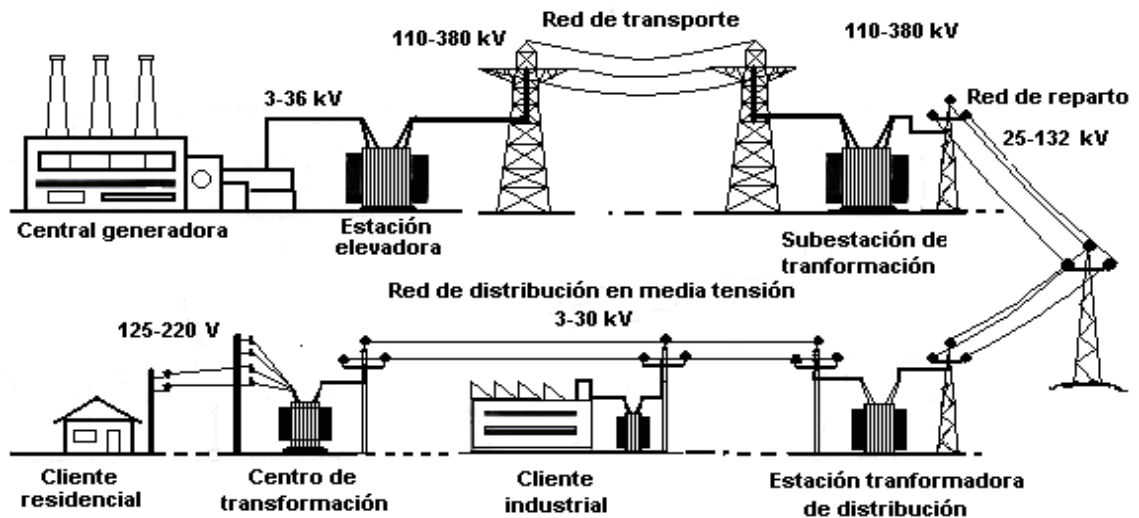 Red de transporte
110-380 kV
110-380 kV
3-36 kV
Red de reparto
25-132 kV
Central generadora
Estación
elevadora
Subestación de
tranformación
Red de distribución en media tensión
3-30 kV
125-220 V
Cliente
residencial
Centro de
transformación
Cliente
industrial
Estación tranformadora
de distribución